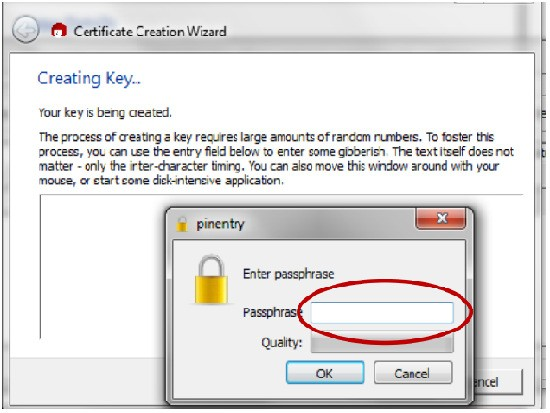 Certificate Creation Wizard
Creating Key..
Your key is being created.
The process of creating a key requires large amounts of random numbers. To foster this
process, you can use the entry field below to enter some gibberish. The text itself does not
matter - only the inter-character timing. You can also move this window around with your
mouse, or start some disk-intensive application.
pinentry
Enter passphrase
Passphrase
Quality:
OK
Cancel
ncel